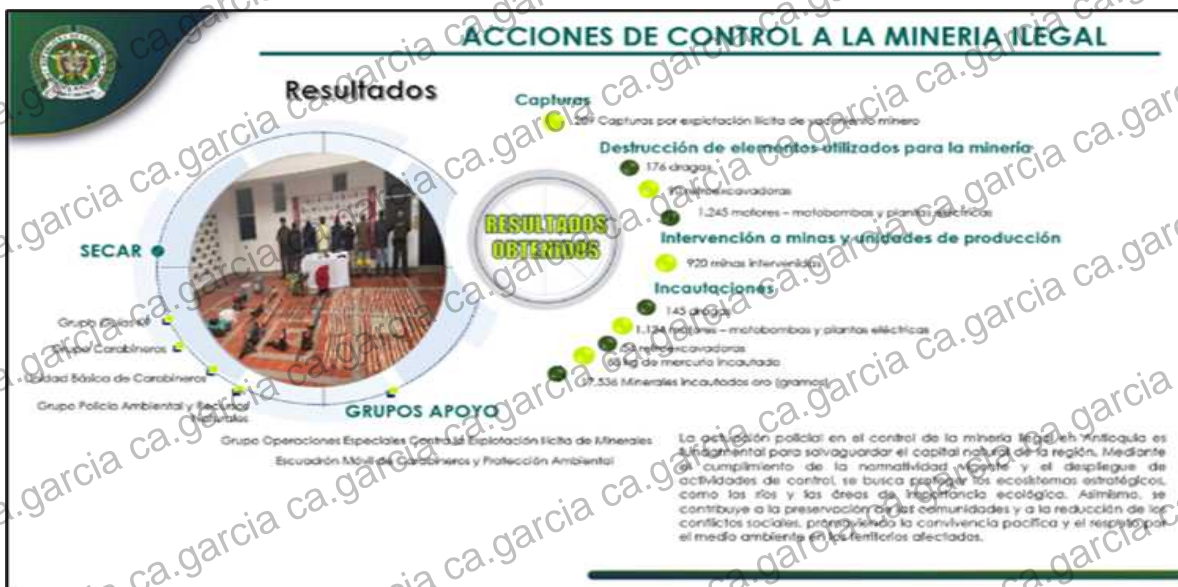 ACCIONES DE CONTROL A LA MINERIA ILEGAL
Resultados
Capturas
Capturas por explotación ilícita de yacimiento minero
Destrucción de elementos utilizados para la minería
176 dragas
retroexcavadoras
1.245 motores – motobombas y plantas eléctricas
Intervención a minas y unidades de producción
920 minas intervenidas
Incautaciones
145 dragas
1.124 motores – motobombas y plantas eléctricas
retroexcavadoras
kg de mercurio incautado
Minerales incautados oro (gramos)
RESULTADOS
OBTENIDOS
SECAR
Grupo
Grupo Carabineros
Unidad Básica de Carabineros
Grupo Policía Ambiental y Recursos
Naturales
GRUPOS APOYO
Grupo Operaciones Especiales Contra la Explotación Ilícita de Minerales
Escuadrón Móvil de Carabineros y Protección Ambiental
La actuación policial en el control de la minería ilegal en Antioquia es
fundamental para salvaguardar el capital natural de la región. Mediante
el cumplimiento de la normatividad vigente y el despliegue de
actividades de control, se busca proteger los ecosistemas estratégicos,
como los ríos y las áreas de importancia ecológica. Asimismo, se
contribuye a la preservación de las comunidades y a la reducción de los
conflictos sociales, promoviendo la convivencia pacífica y el respeto por
el medio ambiente en los territorios afectados.
ca.garcia